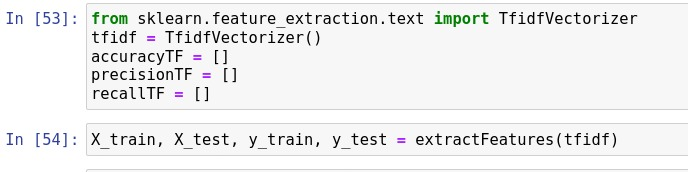 In [53]: from sklearn.feature_extraction.text import TfidfVectorizer
tfidf = TfidfVectorizer()
accuracyTF = []
precisionTF = []
recallTF = []
In [54]: X_train, X_test, y_train, y_test = extractFeatures(tfidf)